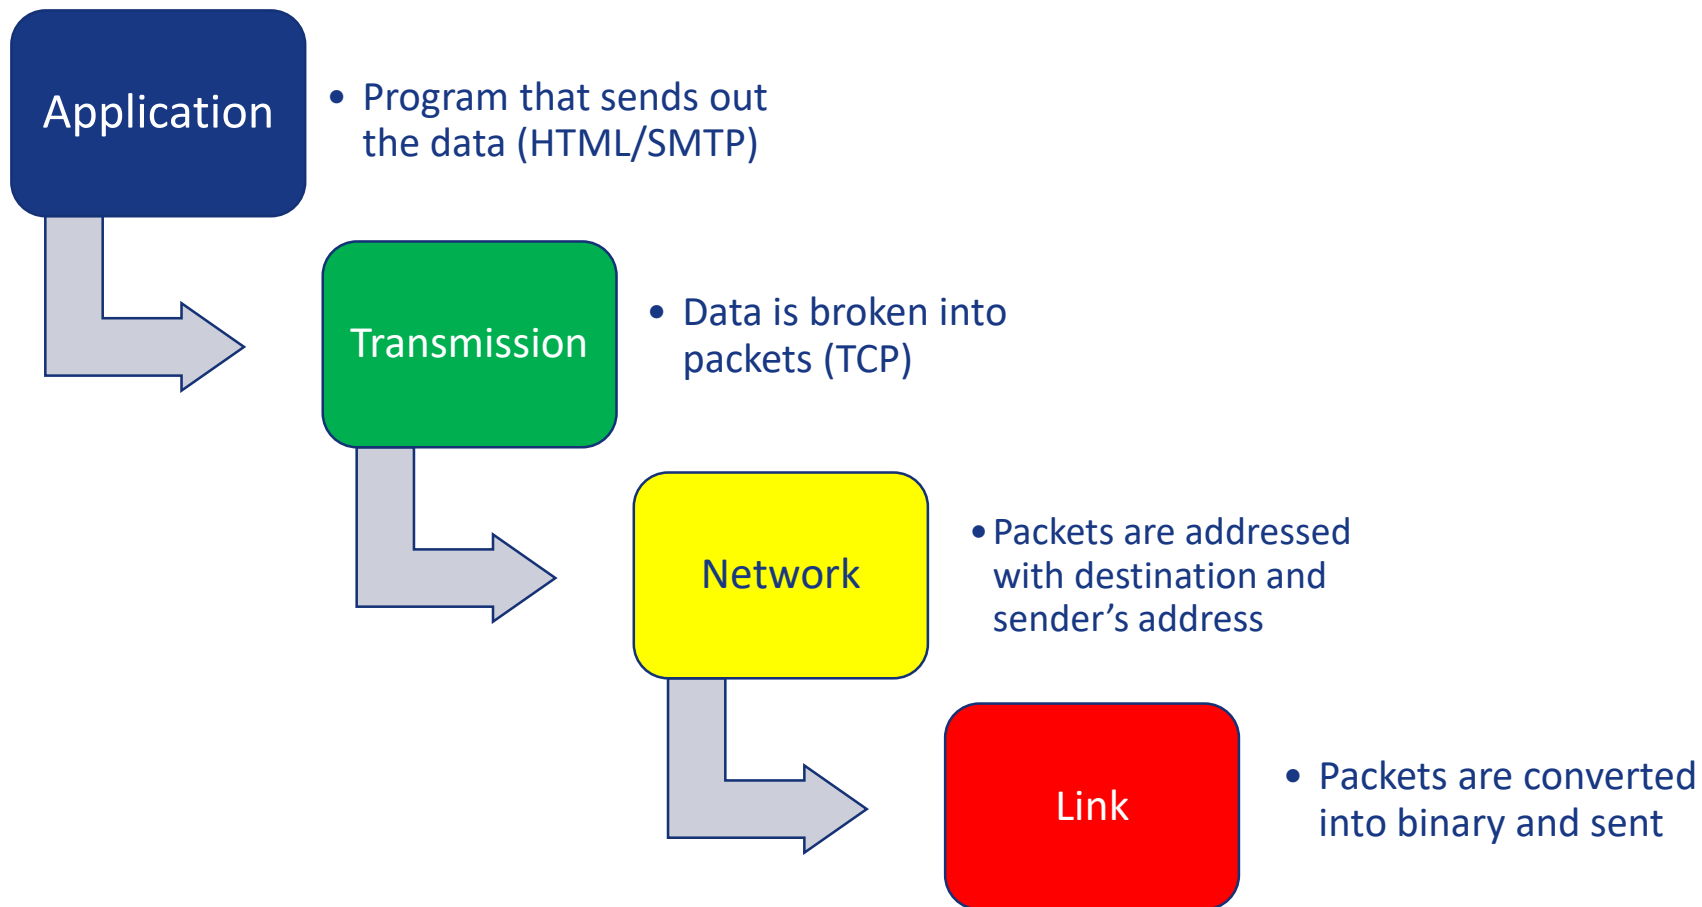 Application
• Program that sends out
the data (HTML/SMTP)
Transmission
• Data is broken into
packets (TCP)
Network
• Packets are addressed
with destination and
sender’s address
Link
• Packets are converted
into binary and sent